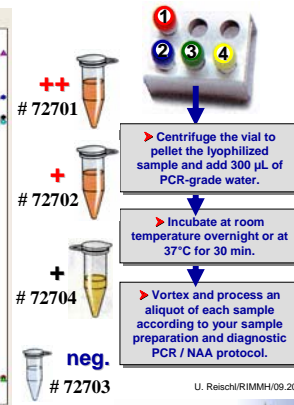 1
2 3 4
++
# 72701
+
# 72702
+
# 72704
neg.
# 72703
Centrifuge the vial to
pellet the lyophilized
sample and add 300 µL of
PCR-grade water.
Incubate at room
temperature overnight or at
37°C for 30 min.
Vortex and process an
aliquot of each sample
according to your sample
preparation and diagnostic
PCR / NAA protocol.
U. Reischl/RIMMH/09.20